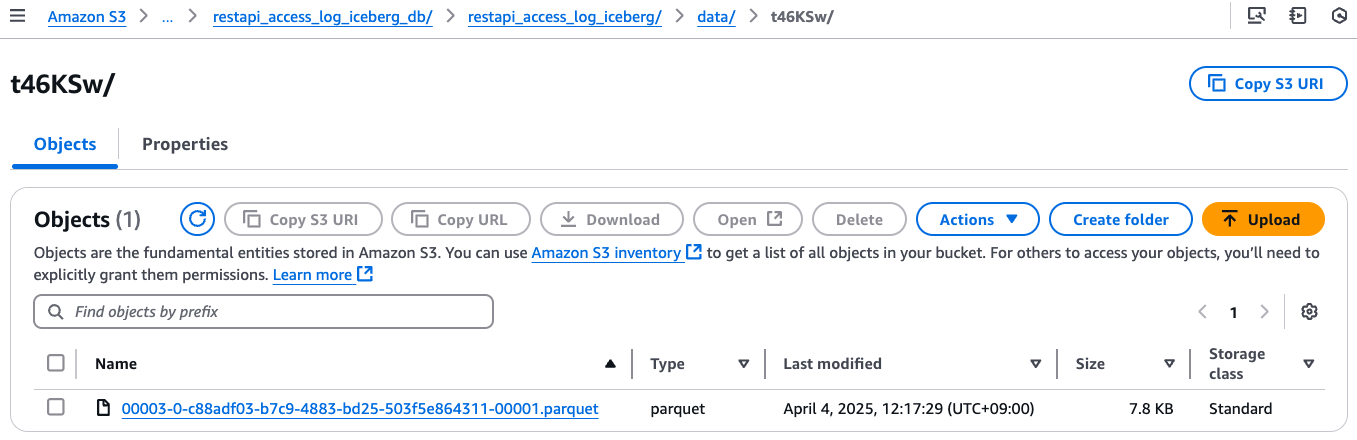 Amazon S3 > ... > restapi_access_log_iceberg_db/ > restapi_access_log_iceberg/ > data/ > t46KSw/
t46KSw/
Copy S3 URI
Objects Properties
Objects (1) Copy S3 URI Copy URL Download Open Delete Actions Create folder Upload
Objects are the fundamental entities stored in Amazon S3. You can use Amazon S3 inventory to get a list of all objects in your bucket. For others to access your objects, you’ll need to
explicitly grant them permissions. Learn more
Find objects by prefix
1
Name Type Last modified Size Storage
class
00003-0-c88adf03-b7c9-4883-bd25-503f5e864311-00001.parquet parquet April 4, 2025, 12:17:29 (UTC+09:00) 7.8 KB Standard